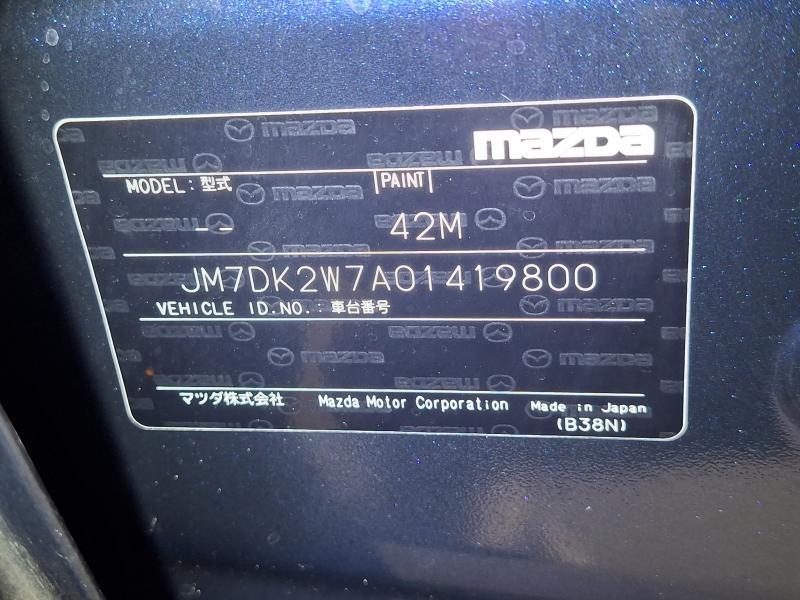 mazda
MODEL：型式 PAINT
-- 42M
JM7DK2W7A01419800
VEHICLE ID.NO.：車台番号
マツダ株式会社 Mazda Motor Corporation Made in Japan
(B38N)